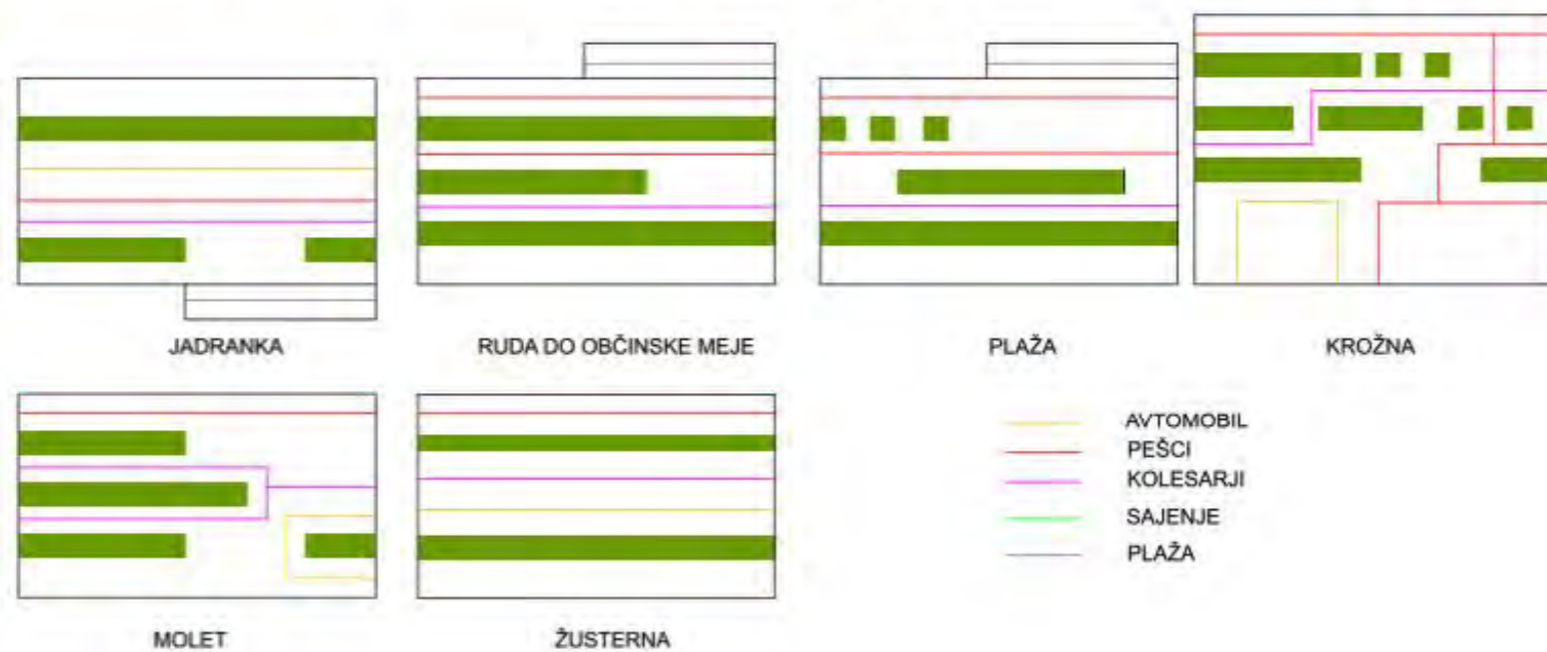 JADRANKA
RUDA DO OBČINSKE MEJE
PLAŽA
KROŽNA
MOLET
ŽUSTERNA
AVTOMOBIL
PEŠCI
KOLESARJI
SAJENJE
PLAŽA